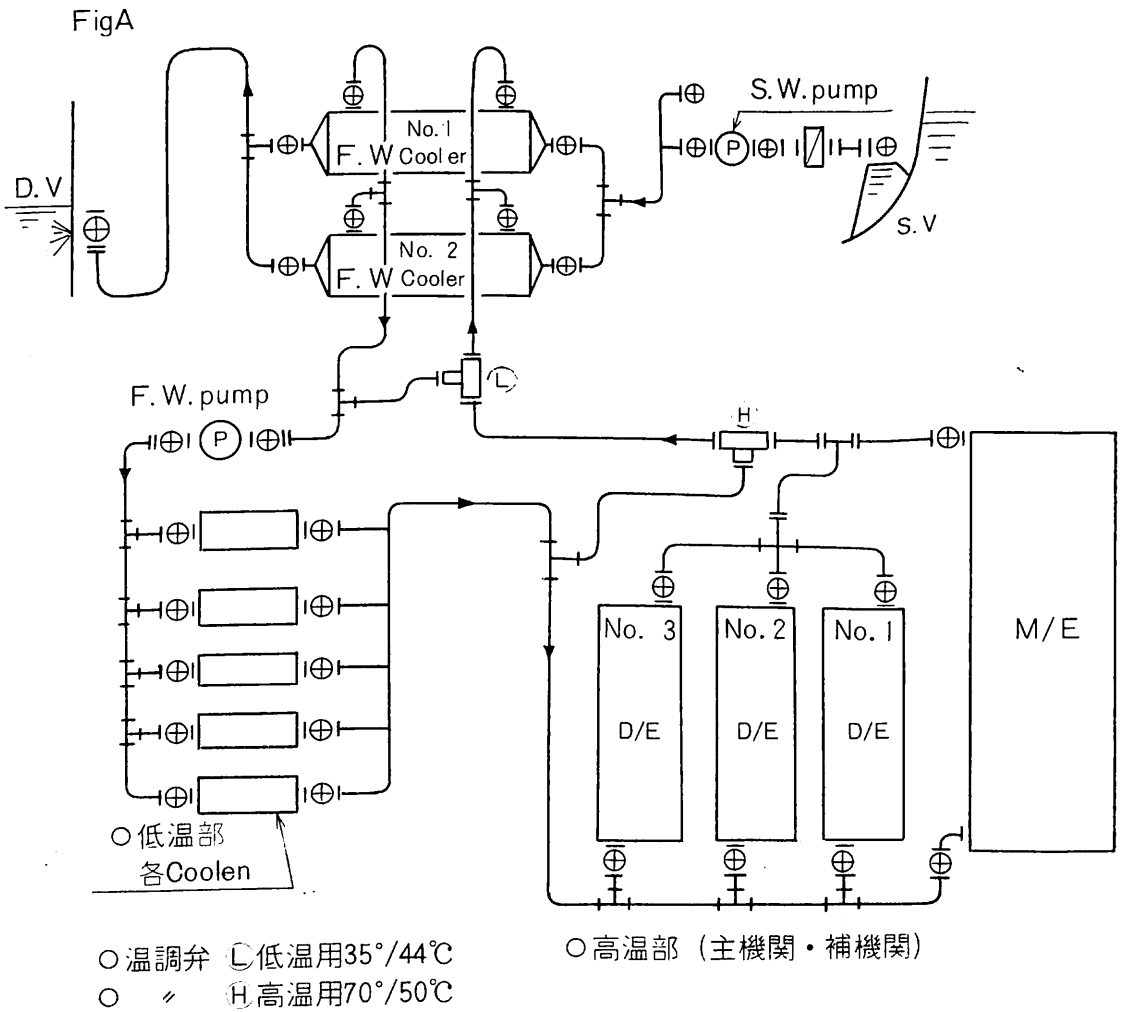 FigA
S.W.pump
No.1
F.W Cooler
D.V
No.2
F.W Cooler
S.V
Ⓛ
F.W.pump
P
P
Ⓗ
No.3
No.2
No.1
M/E
D/E
D/E
D/E
○低温部
各Coolen
○高温部(主機関・補機関)
○温調弁 Ⓛ低温用35°/44℃
○ 〃 Ⓗ高温用70°/50℃